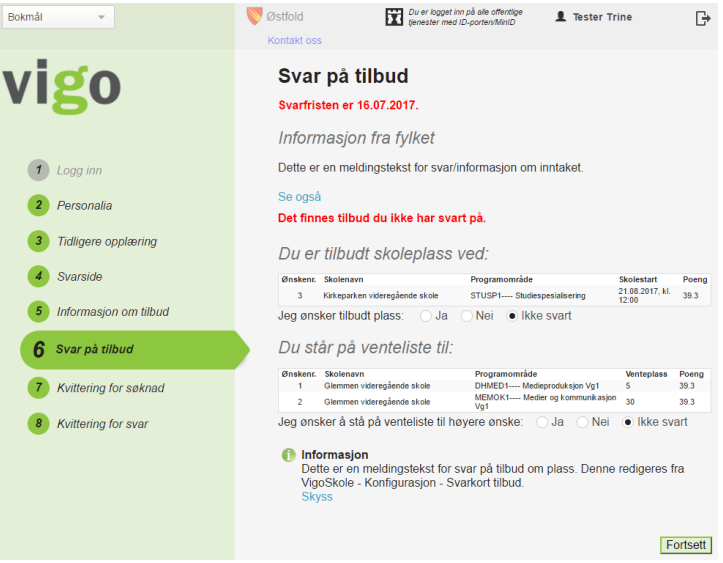 Bokmål
Østfold
Du er logget inn på alle offentlige
tjenester med ID-porten/MinID
Tester Trine
Kontakt oss
vigo
1 Logg inn
2 Personalia
3 Tidligere opplæring
4 Svarside
5 Informasjon om tilbud
6 Svar på tilbud
7 Kvittering for søknad
8 Kvittering for svar
Svar på tilbud
Svarfristen er 16.07.2017.
Informasjon fra fylket
Dette er en meldingstekst for svar/informasjon om inntaket.
Se også
Det finnes tilbud du ikke har svart på.
Du er tilbudt skoleplass ved:
Ønskenr. Skolenavn Programområde Skolestart Poeng
3 Kirkeparken videregående skole STUSP1---- Studiespesialisering 21.08.2017, kl. 12:00 39.3
Jeg ønsker tilbudt plass: Ja Nei Ikke svart
Du står på venteliste til:
Ønskenr. Skolenavn Programområde Venteplass Poeng
1 Glemmen videregående skole DHMED1---- Medieproduksjon Vg1 5 39.3
2 Glemmen videregående skole MEMOK1---- Medier og kommunikasjon Vg1 30 39.3
Jeg ønsker å stå på venteliste til høyere ønske: Ja Nei Ikke svart
Informasjon
Dette er en meldingstekst for svar på tilbud om plass. Denne redigeres fra
VigoSkole - Konfigurasjon - Svarkort tilbud.
Skyss
Fortsett